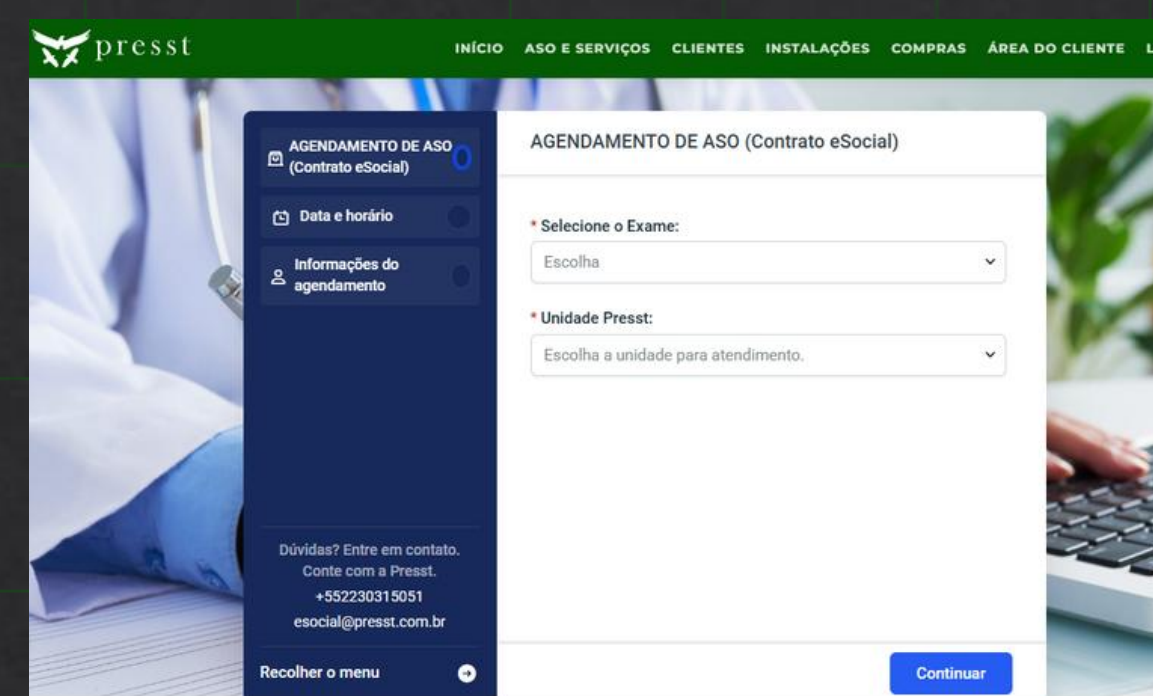 presst
INÍCIO ASO E SERVIÇOS CLIENTES INSTALAÇÕES COMPRAS ÁREA DO CLIENTE L
AGENDAMENTO DE ASO
(Contrato eSocial)
Data e horário
Informações do
agendamento
Dúvidas? Entre em contato.
Conte com a Presst.
+552230315051
esocial@presst.com.br
Recolher o menu
AGENDAMENTO DE ASO (Contrato eSocial)
* Selecione o Exame:
Escolha
* Unidade Presst:
Escolha a unidade para atendimento.
Continuar